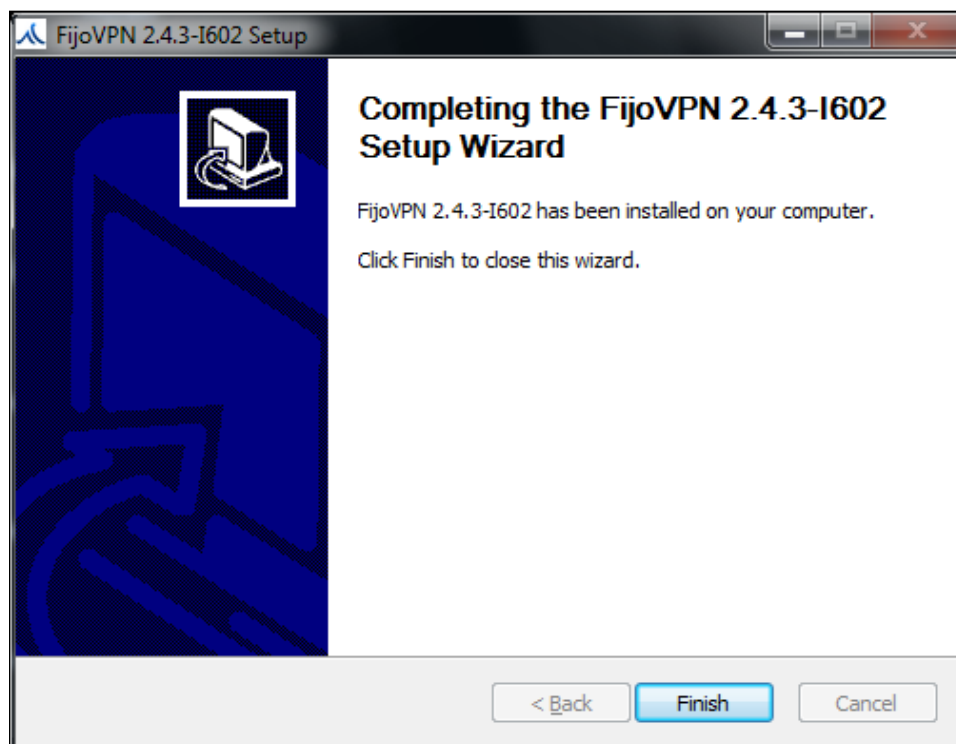 FijoVPN 2.4.3-I602 Setup
Completing the FijoVPN 2.4.3-I602
Setup Wizard
FijoVPN 2.4.3-I602 has been installed on your computer.
Click Finish to close this wizard.
< Back
Finish
Cancel